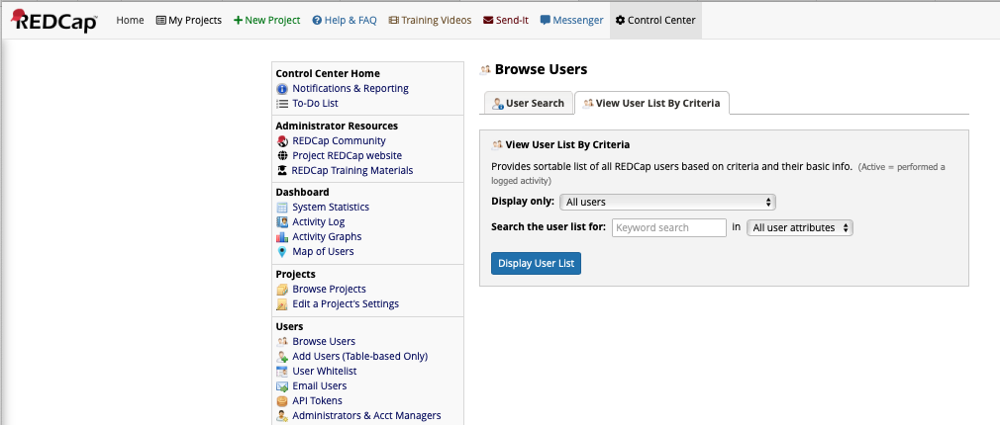 REDCap Home My Projects New Project Help & FAQ Training Videos Send-It Messenger Control Center
Control Center Home
Notifications & Reporting
To-Do List
Administrator Resources
REDCap Community
Project REDCap website
REDCap Training Materials
Dashboard
System Statistics
Activity Log
Activity Graphs
Map of Users
Projects
Browse Projects
Edit a Project's Settings
Users
Browse Users
Add Users (Table-based Only)
User Whitelist
Email Users
API Tokens
Administrators & Acct Managers
Browse Users
User Search View User List By Criteria
View User List By Criteria
Provides sortable list of all REDCap users based on criteria and their basic info. (Active = performed a
logged activity)
Display only: All users
Search the user list for: Keyword search in All user attributes
Display User List